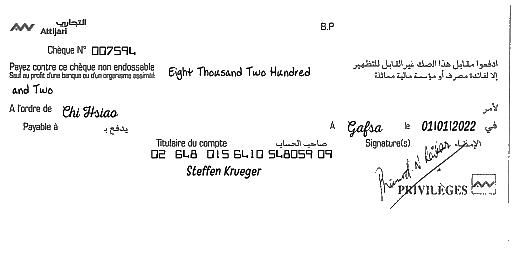 التجاري
Attijari
B.P
Chèque N° 007594
Payez contre ce chèque non endossable
Sauf au profit d'une banque ou d'un organisme assimilé
Eight Thousand Two Hundred
ادفعوا مقابل هذا الصك غير القابل للتظهير
إلا لفائدة مصرف أو مؤسسة مالية مماثلة
and Two
A l'ordre de Chi Hsiao لأمر
Payable à يدفع بـ A Gafsa le 01/01/2022 في
Titulaire du compte صاحب الحساب Signature(s) الإمضاء
02 648 015 6410 548059 09
Steffen Krueger
PRIVILÈGES